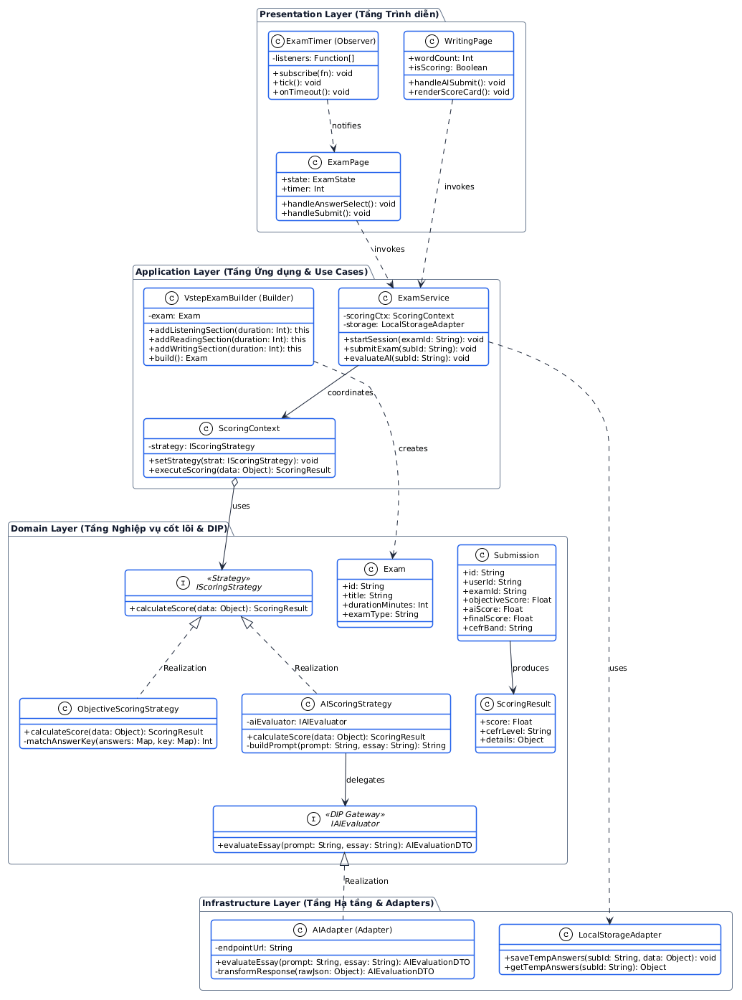 Presentation Layer (Tầng Trình diễn)
C ExamTimer (Observer)
-listeners: Function[]
+subscribe(fn): void
+tick(): void
+onTimeout(): void
C WritingPage
+wordCount: Int
+isScoring: Boolean
+handleAISubmit(): void
+renderScoreCard(): void
notifies
C ExamPage
+state: ExamState
+timer: Int
+handleAnswerSelect(): void
+handleSubmit(): void
invokes
invokes
Application Layer (Tầng Ứng dụng & Use Cases)
C VstepExamBuilder (Builder)
-exam: Exam
+addListeningSection(duration: Int): this
+addReadingSection(duration: Int): this
+addWritingSection(duration: Int): this
+build(): Exam
C ExamService
-scoringCtx: ScoringContext
-storage: LocalStorageAdapter
+startSession(examId: String): void
+submitExam(subId: String): void
+evaluateAI(subId: String): void
coordinates
C ScoringContext
-strategy: IScoringStrategy
+setStrategy(strat: IScoringStrategy): void
+executeScoring(data: Object): ScoringResult
creates
uses
Domain Layer (Tầng Nghiệp vụ cốt lõi & DIP)
I «Strategy»
IScoringStrategy
+calculateScore(data: Object): ScoringResult
C Exam
+id: String
+title: String
+durationMinutes: Int
+examType: String
C Submission
+id: String
+userId: String
+examId: String
+objectiveScore: Float
+aiScore: Float
+finalScore: Float
+cefrBand: String
Realization
Realization
produces
uses
C ObjectiveScoringStrategy
+calculateScore(data: Object): ScoringResult
-matchAnswerKey(answers: Map, key: Map): Int
C AIScoringStrategy
-aiEvaluator: IAIEvaluator
+calculateScore(data: Object): ScoringResult
-buildPrompt(prompt: String, essay: String): String
C ScoringResult
+score: Float
+cefrLevel: String
+details: Object
delegates
I «DIP Gateway»
IAIEvaluator
+evaluateEssay(prompt: String, essay: String): AIEvaluationDTO
Realization
Infrastructure Layer (Tầng Hạ tầng & Adapters)
C AIAdapter (Adapter)
-endpointUrl: String
+evaluateEssay(prompt: String, essay: String): AIEvaluationDTO
-transformResponse(rawJson: Object): AIEvaluationDTO
C LocalStorageAdapter
+saveTempAnswers(subId: String, data: Object): void
+getTempAnswers(subId: String): Object